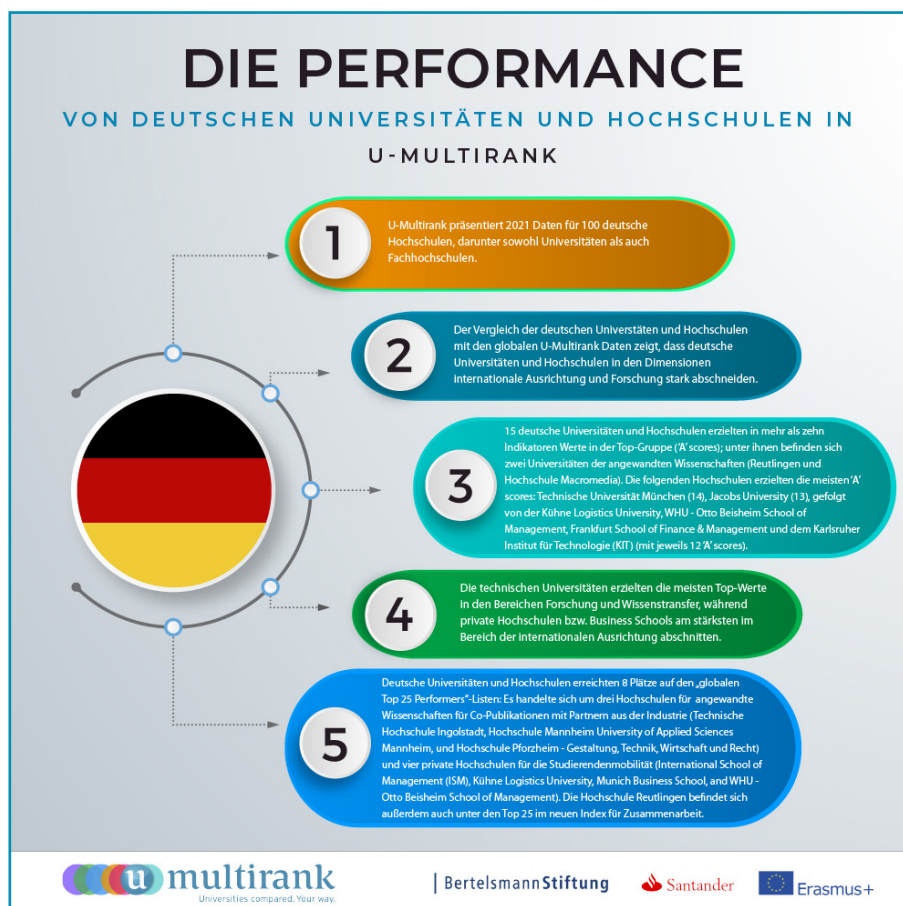 DIE PERFORMANCE
VON DEUTSCHEN UNIVERSITÄTEN UND HOCHSCHULEN IN
U-MULTIRANK
1
U-Multirank präsentiert 2021 Daten für 100 deutsche
Hochschulen, darunter sowohl Universitäten als auch
Fachhochschulen.
2
Der Vergleich der deutschen Universtäten und Hochschulen
mit den globalen U-Multirank Daten zeigt, dass deutsche
Universitäten und Hochschulen in den Dimensionen
internationale Ausrichtung und Forschung stark abschneiden.
3
15 deutsche Universitäten und Hochschulen erzielten in mehr als zehn
Indikatoren Werte in der Top-Gruppe ('A' scores); unter ihnen befinden sich
zwei Universitäten der angewandten Wissenschaften (Reutlingen und
Hochschule Macromedia). Die folgenden Hochschulen erzielten die meisten 'A'
scores: Technische Universität München (14), Jacobs University (13), gefolgt
von der Kühne Logistics University, WHU - Otto Beisheim School of
Management, Frankfurt School of Finance & Management und dem Karlsruher
Institut für Technologie (KIT) (mit jeweils 12 'A' scores).
4
Die technischen Universitäten erzielten die meisten Top-Werte
in den Bereichen Forschung und Wissenstransfer, während
private Hochschulen bzw. Business Schools am stärksten im
Bereich der internationalen Ausrichtung abschnitten.
5
Deutsche Universitäten und Hochschulen erreichten 8 Plätze auf den „globalen
Top 25 Performers"-Listen: Es handelte sich um drei Hochschulen für angewandte
Wissenschaften für Co-Publikationen mit Partnern aus der Industrie (Technische
Hochschule Ingolstadt, Hochschule Mannheim University of Applied Sciences
Mannheim, und Hochschule Pforzheim - Gestaltung, Technik, Wirtschaft und Recht)
und vier private Hochschulen für die Studierendenmobilität (International School of
Management (ISM), Kühne Logistics University, Munich Business School, and WHU -
Otto Beisheim School of Management). Die Hochschule Reutlingen befindet sich
außerdem auch unter den Top 25 im neuen Index für Zusammenarbeit.
u multirank
Universities compared. Your way.
BertelsmannStiftung
Santander
Erasmus+